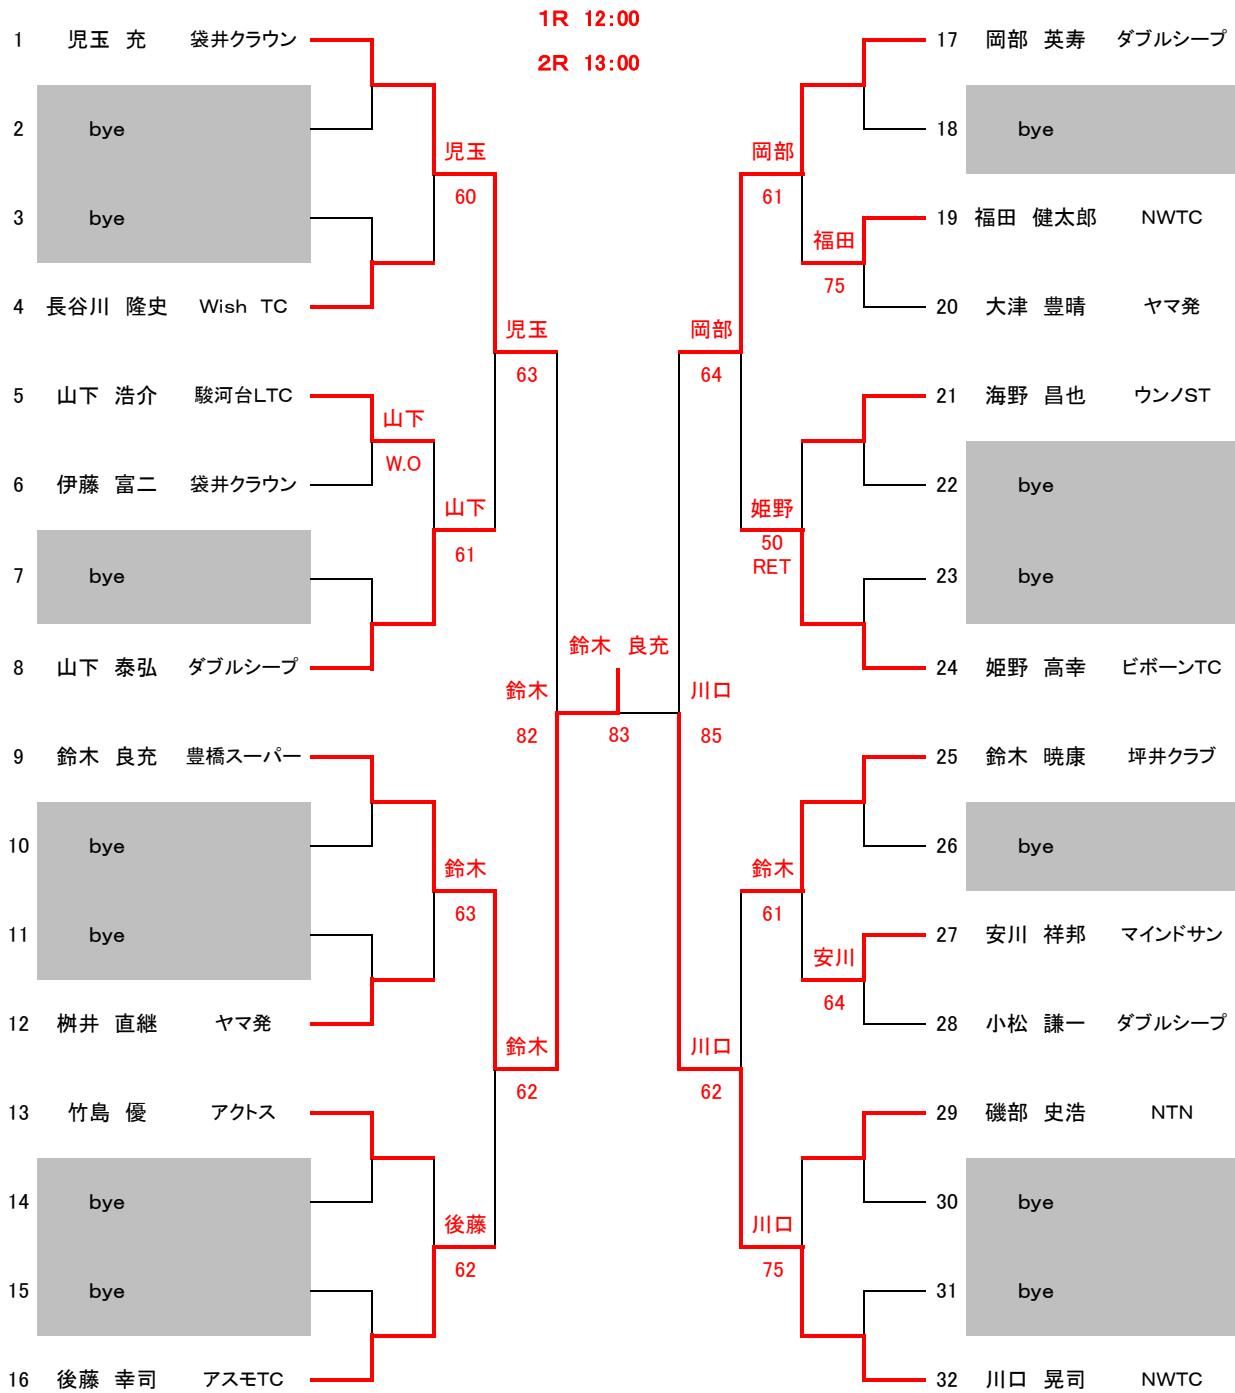 1R 12:00
2R 13:00
1 児玉 充 袋井クラウン
2 bye
児玉
60
3 bye
4 長谷川 隆史 Wish TC
児玉
63
5 山下 浩介 駿河台LTC
山下
W.O
6 伊藤 富二 袋井クラウン
山下
61
7 bye
8 山下 泰弘 ダブルシープ
鈴木
82
9 鈴木 良充 豊橋スーパー
10 bye
鈴木
63
11 bye
12 桝井 直継 ヤマ発
鈴木
62
13 竹島 優 アクトス
14 bye
後藤
62
15 bye
16 後藤 幸司 アスモTC
鈴木 良充
83
17 岡部 英寿 ダブルシープ
18 bye
岡部
61
19 福田 健太郎 NWTC
福田
75
20 大津 豊晴 ヤマ発
岡部
64
21 海野 昌也 ウンノST
22 bye
姫野
50
RET
23 bye
24 姫野 高幸 ビボーンTC
川口
85
25 鈴木 暁康 坪井クラブ
26 bye
鈴木
61
27 安川 祥邦 マインドサン
安川
64
28 小松 謙一 ダブルシープ
川口
62
29 磯部 史浩 NTN
30 bye
川口
75
31 bye
32 川口 晃司 NWTC